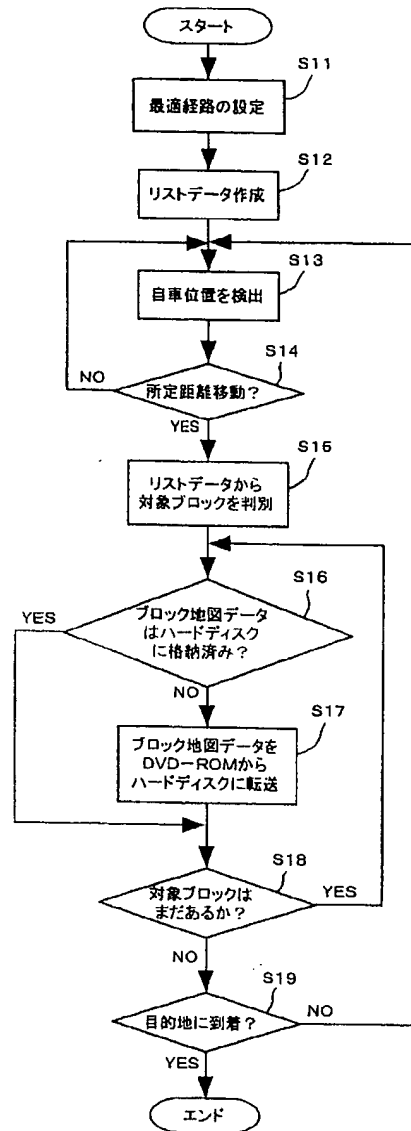 スタート
S11
最適経路の設定
S12
リストデータ作成
S13
自車位置を検出
S14
NO
所定距離移動?
YES
S15
リストデータから
対象ブロックを判別
S16
YES
ブロック地図データ
はハードディスク
に格納済み?
NO
S17
ブロック地図データを
DVD-ROMから
ハードディスクに転送
S18
対象ブロックは
まだあるか?
YES
NO
S19
目的地に到着?
NO
YES
エンド